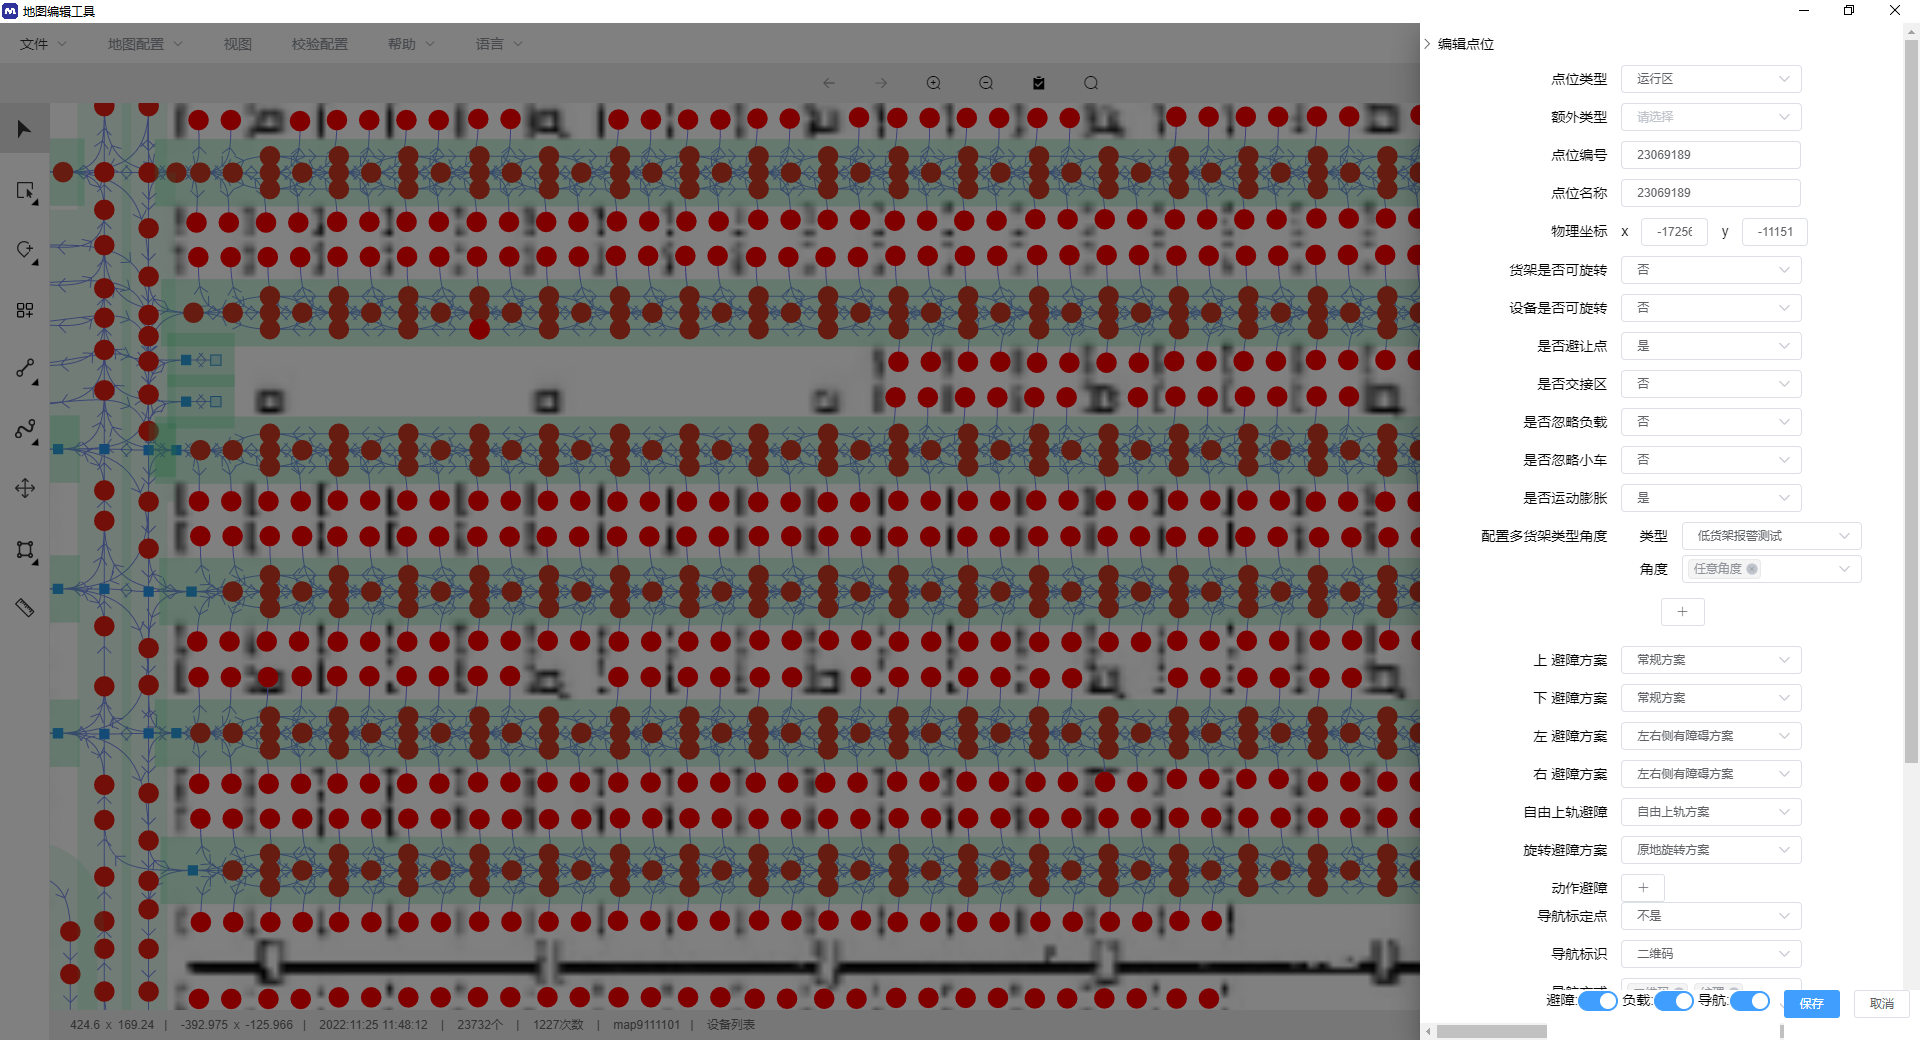 地图编辑工具
文件 地图配置 视图 校验配置 帮助 语言
编辑点位
点位类型 运行区
额外类型 请选择
点位编号 23069189
点位名称 23069189
物理坐标 x -17256 y -11151
货架是否可旋转 否
设备是否可旋转 否
是否避让点 是
是否交接区 否
是否忽略负载 否
是否忽略小车 否
是否运动膨胀 是
配置多货架类型角度 类型 低货架报警测试
角度 任意角度
上 避障方案 常规方案
下 避障方案 常规方案
左 避障方案 左右侧有障碍方案
右 避障方案 左右侧有障碍方案
自由上轨避障 自由上轨方案
旋转避障方案 原地旋转方案
动作避障 +
导航标定点 不是
导航标识 二维码
避障: 负载: 导航: 保存 取消
424.6 x 169.24 | -392.975 x -125.966 | 2022:11:25 11:48:12 | 23732个 | 1227次数 | map9111101 | 设备列表